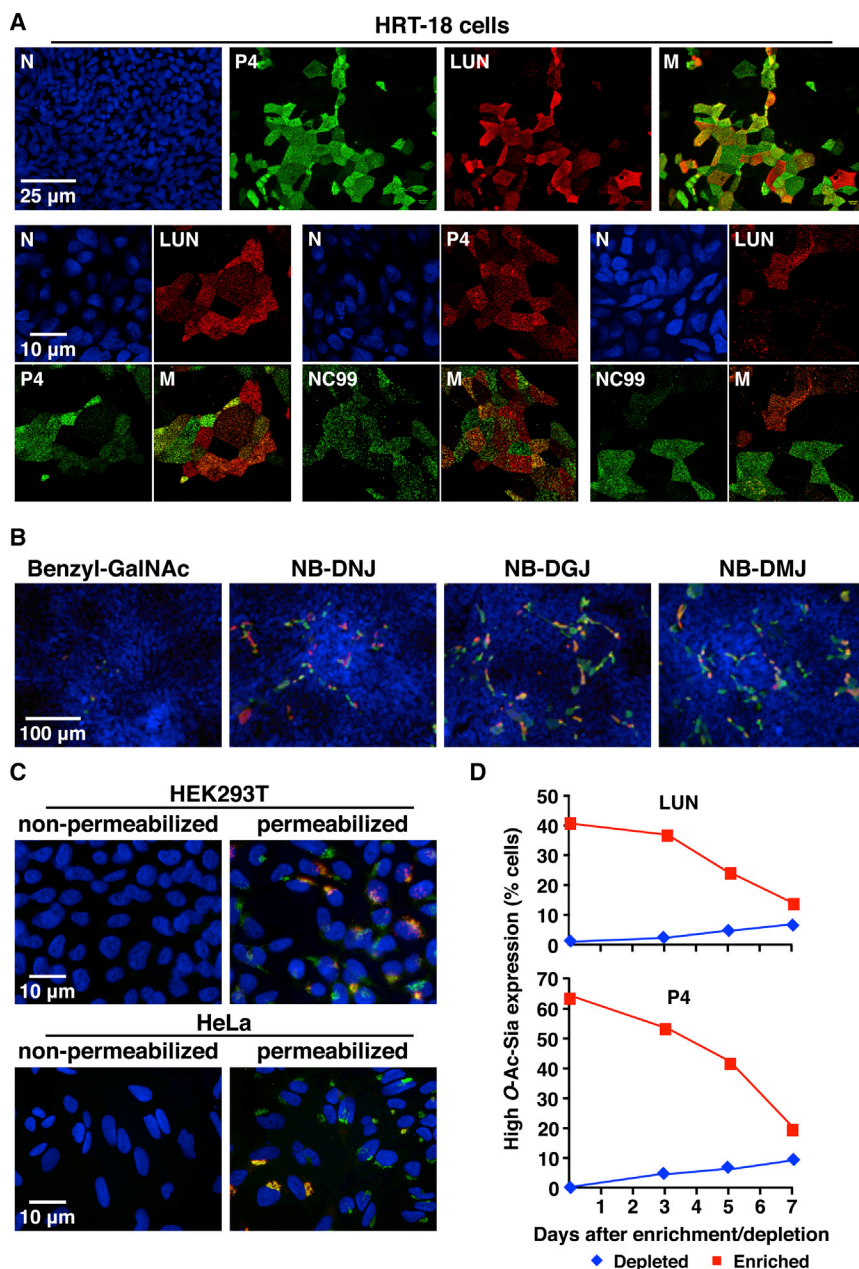 A
HRT-18 cells
N P4 LUN M
25 µm
N LUN N P4 N LUN
10 µm
P4 M NC99 M NC99 M
B
Benzyl-GalNAc NB-DNJ NB-DGJ NB-DMJ
100 µm
C
HEK293T
non-permeabilized permeabilized
10 µm
HeLa
non-permeabilized permeabilized
10 µm
D
High O-Ac-Sia expression (% cells)
LUN
50
40
30
20
10
0
P4
70
60
50
40
30
20
10
0
1 2 3 4 5 6 7
Days after enrichment/depletion
Depleted Enriched